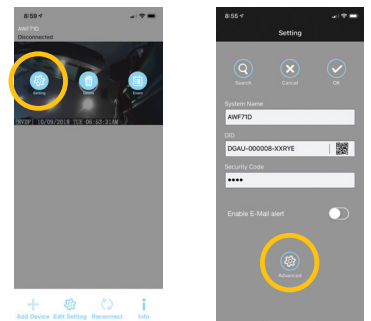 8:59
AWF71D
Disconnected
Setting
Delete
Event
10/09/2018 TUE 06:53:31AM
Add Device
Edit Setting
Reconnect
Info
8:55
Setting
Search
Cancel
OK
System Name
AWF71D
DID
DGAU-000008-XXRYE
Security Code
••••
Enable E-Mail alert
Advanced